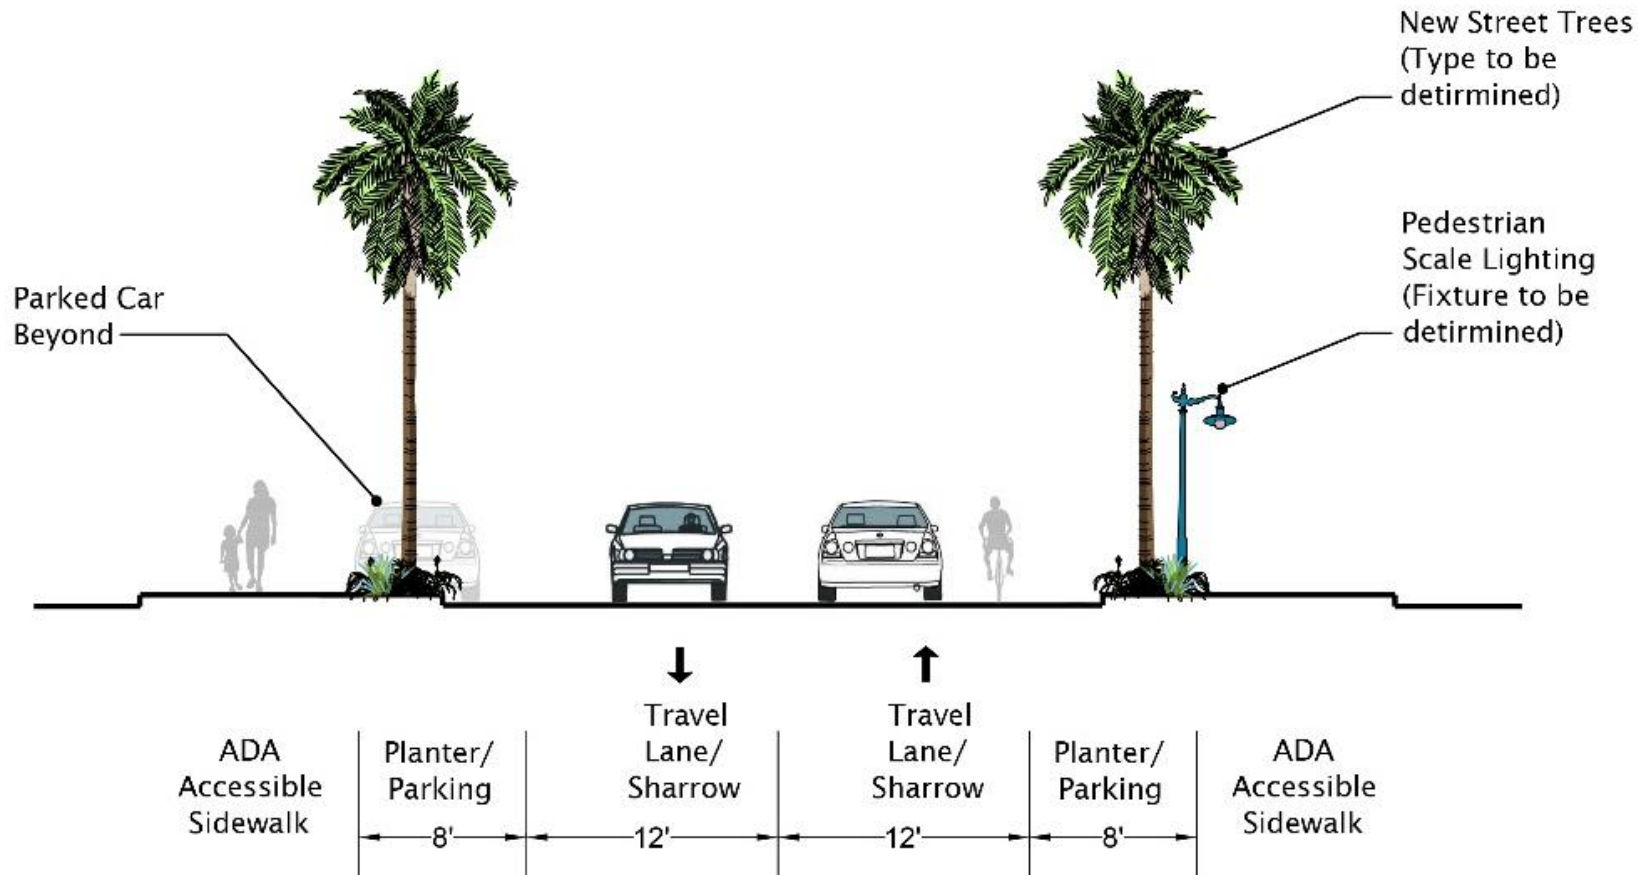 New Street Trees
(Type to be
detirmined)
Pedestrian
Scale Lighting
(Fixture to be
detirmined)
Parked Car
Beyond
ADA
Accessible
Sidewalk
Planter/
Parking
Travel
Lane/
Sharrow
Travel
Lane/
Sharrow
Planter/
Parking
ADA
Accessible
Sidewalk
8'
12'
12'
8'